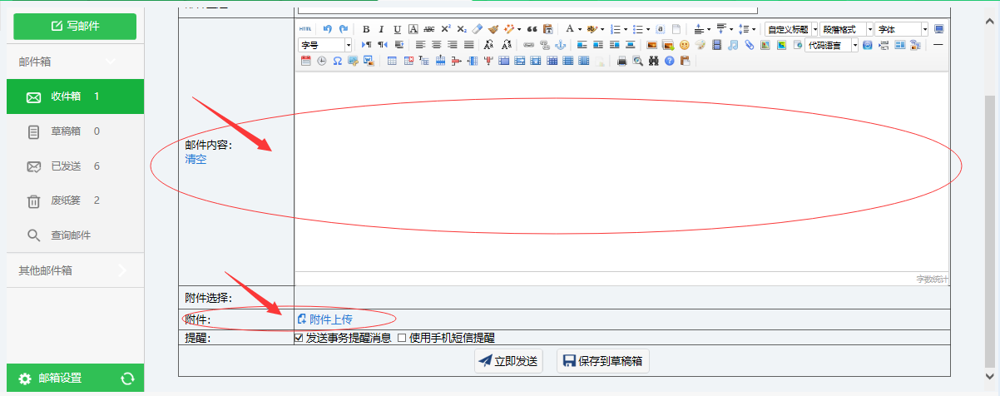 写邮件
邮件箱
收件箱 1
草稿箱 0
已发送 6
废纸篓 2
查询邮件
其他邮件箱
邮箱设置
HTML B I U A ABC X² X₂ A ab a 自定义标题 段落格式 字体
字号
代码语言
邮件内容：
清空
字数统计
附件选择：
附件： 附件上传
提醒： 发送事务提醒消息 使用手机短信提醒
立即发送 保存到草稿箱